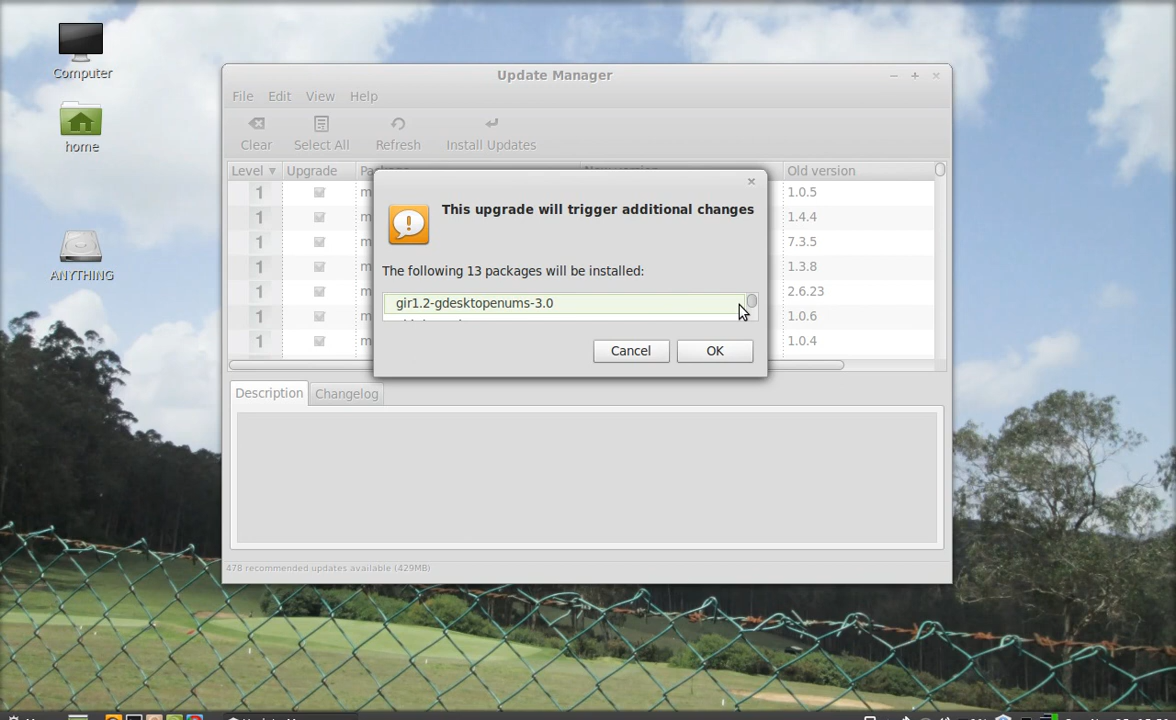 Computer
home
ANYTHING
Update Manager
File Edit View Help
Clear Select All Refresh Install Updates
Level Upgrade Package New version Old version
1 1.0.5
1 1.4.4
1 7.3.5
1 1.3.8
1 2.6.23
1 1.0.6
1 1.0.4
This upgrade will trigger additional changes
The following 13 packages will be installed:
gir1.2-gdesktopenums-3.0
Cancel OK
Description Changelog
478 recommended updates available (429MB)